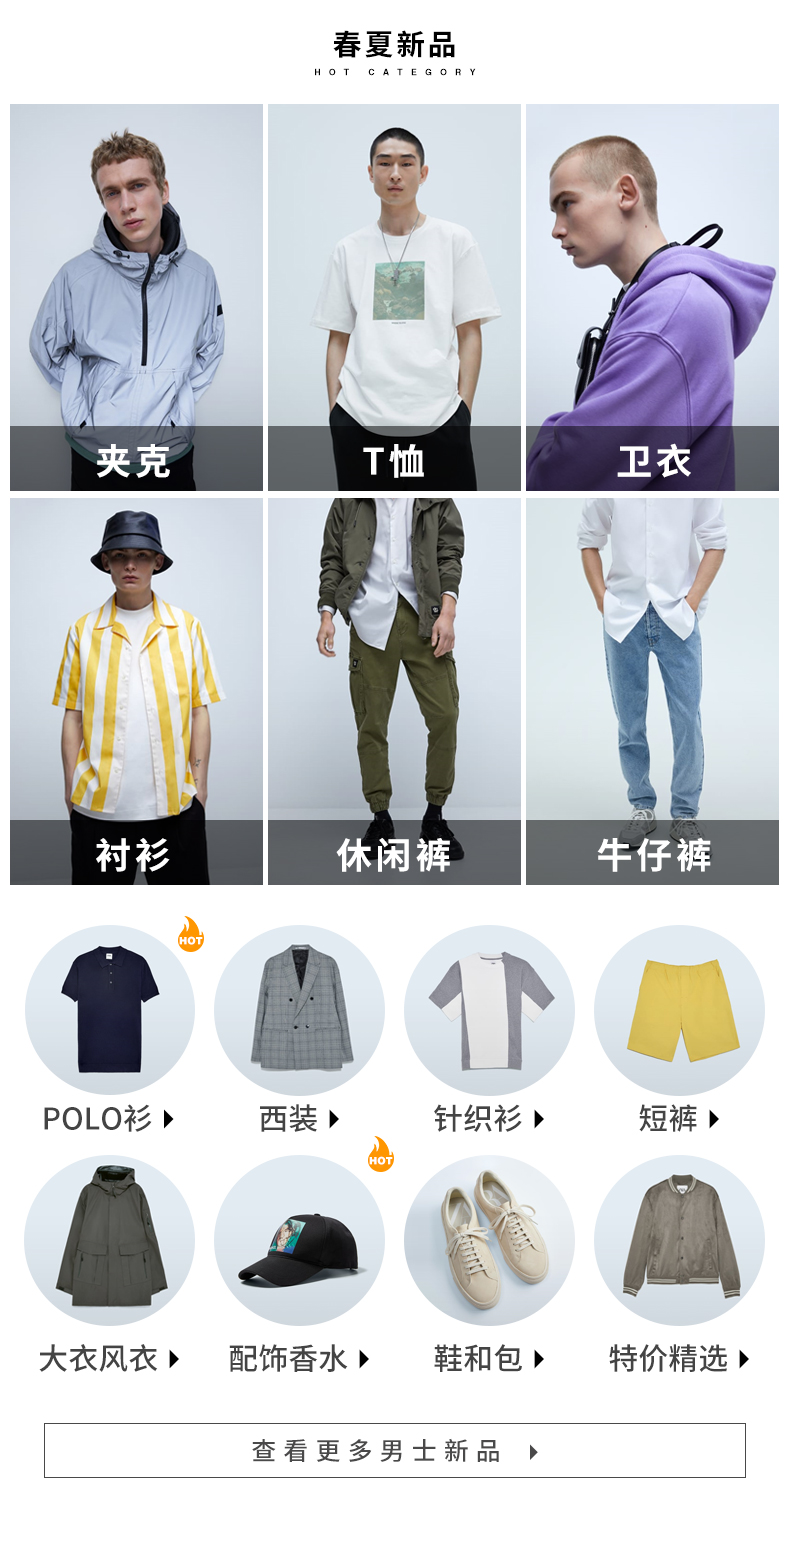 春夏新品
HOT CATEGORY
夹克
T恤
卫衣
衬衫
休闲裤
牛仔裤
HOT
POLO衫
西装
针织衫
短裤
HOT
大衣风衣
配饰香水
鞋和包
特价精选
查看更多男士新品